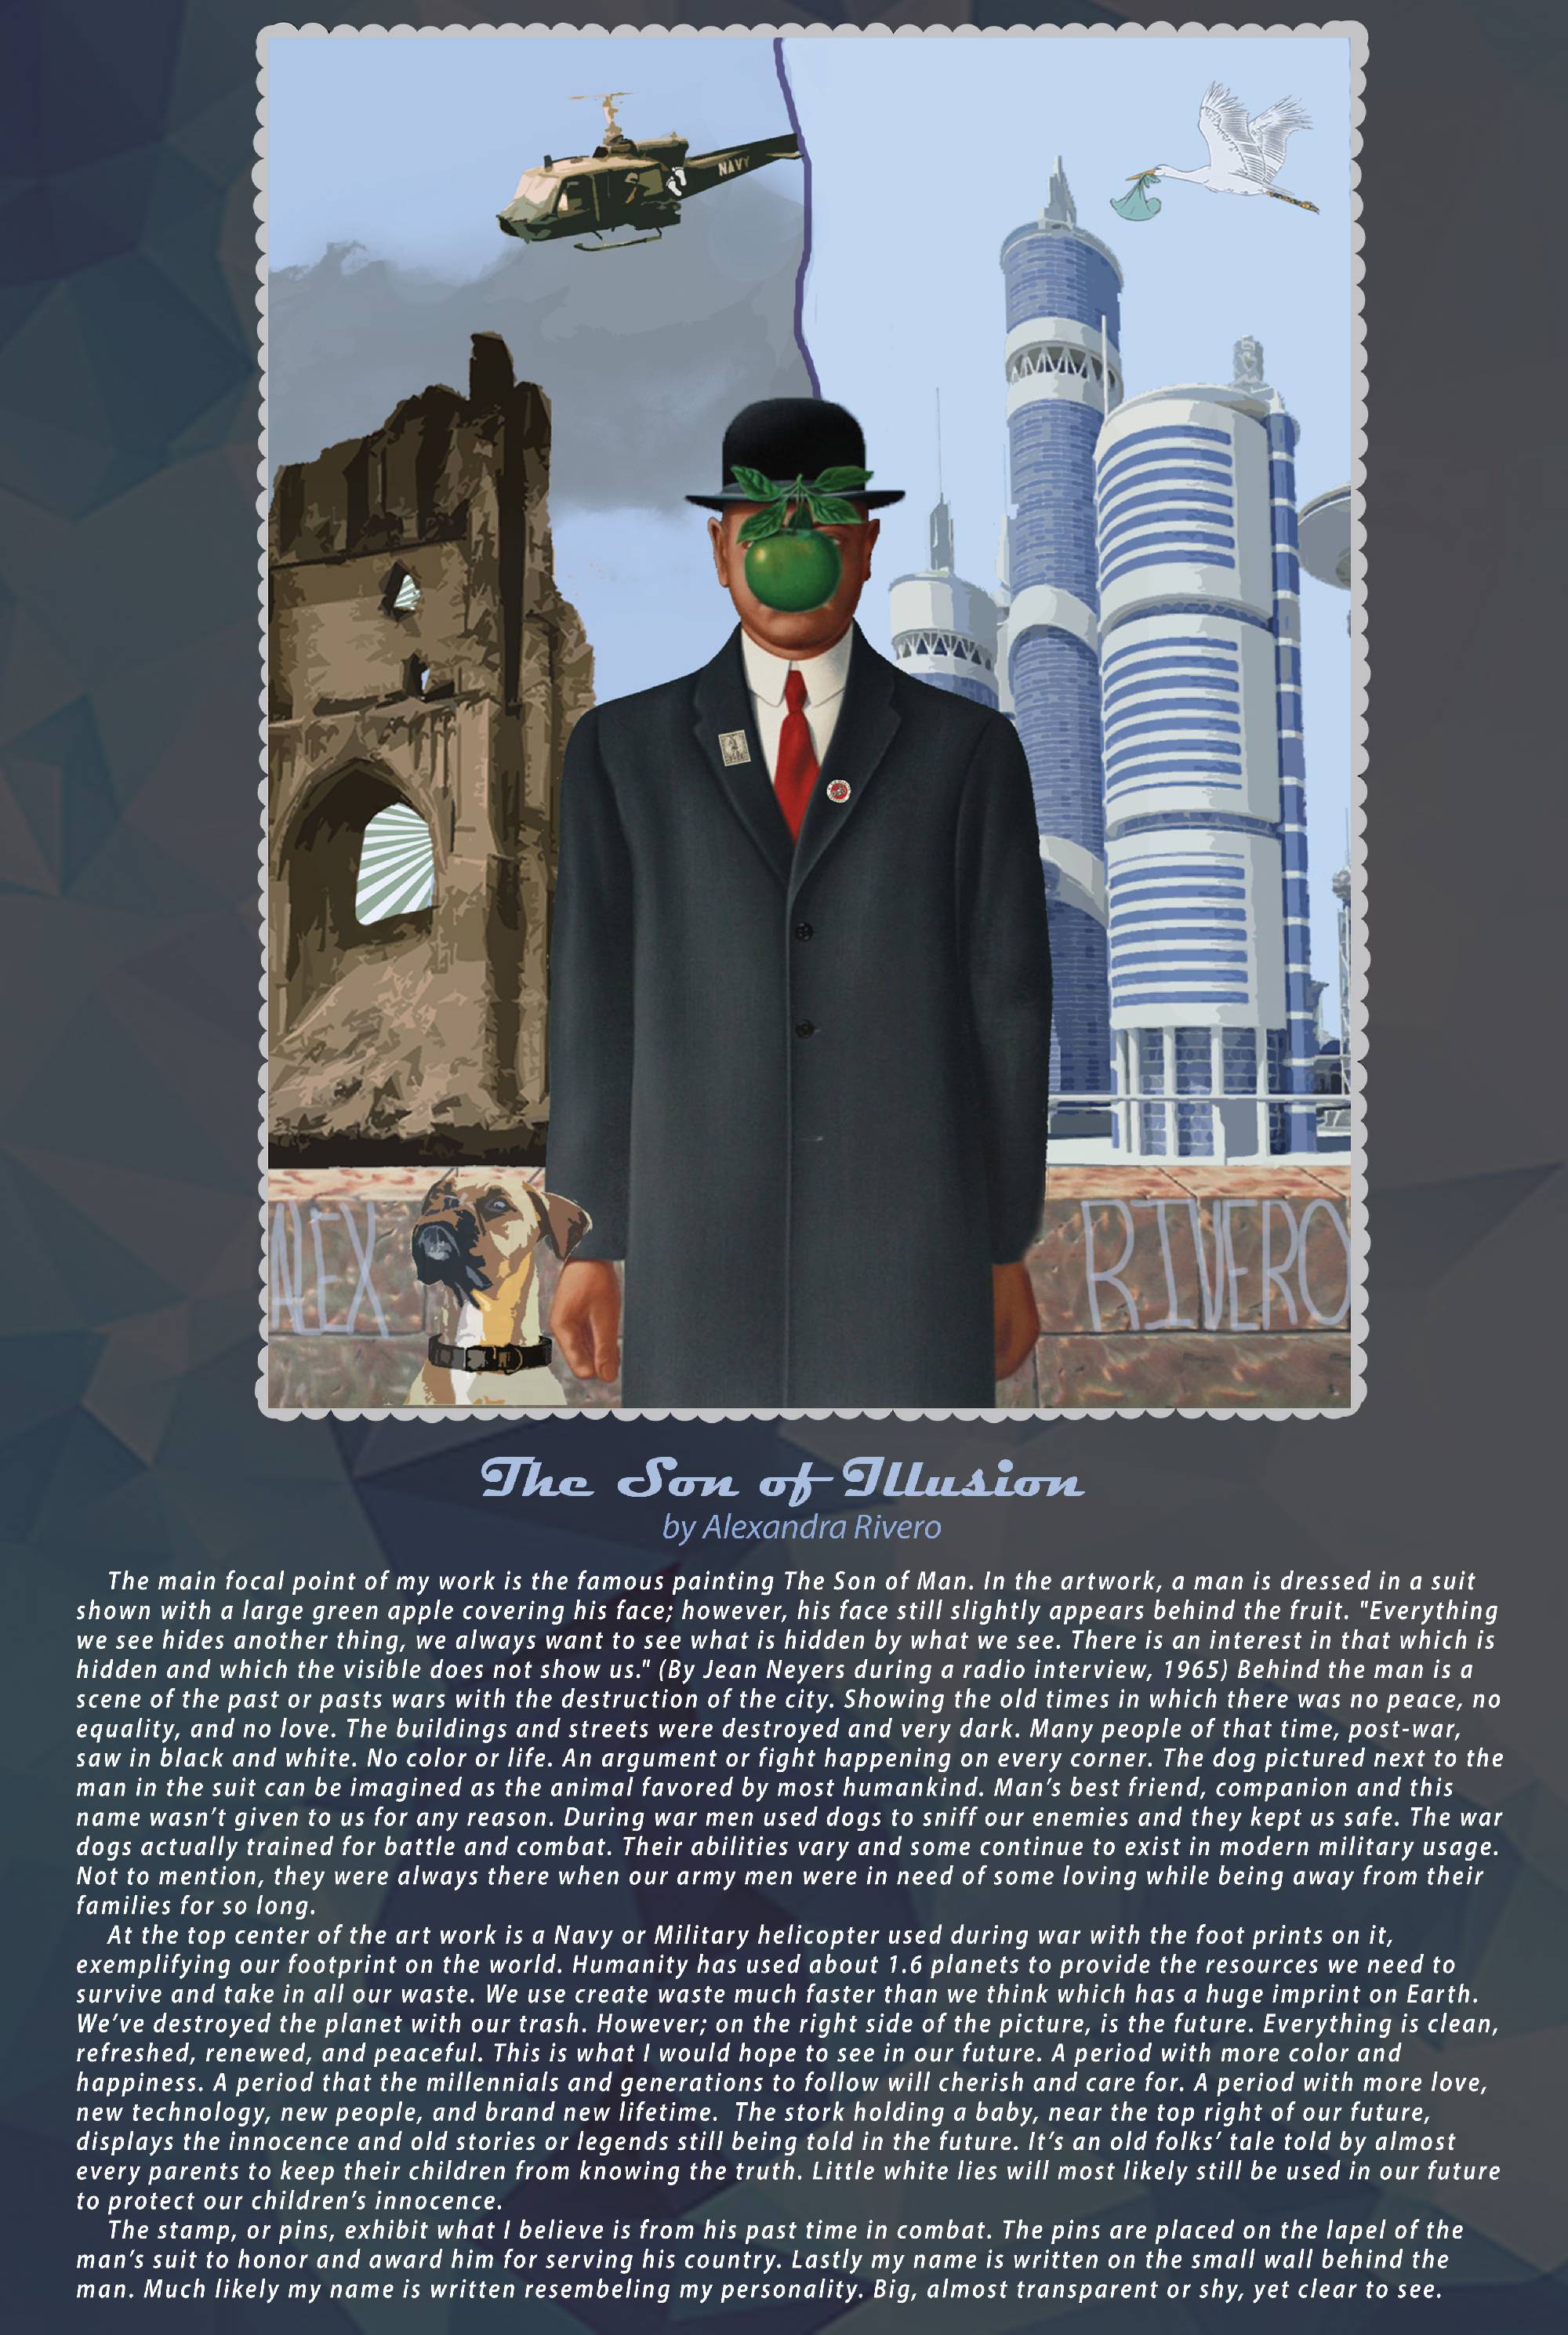 NAVY
ALEX
RIVERO
The Son of Illusion
by Alexandra Rivero
The main focal point of my work is the famous painting The Son of Man. In the artwork, a man is dressed in a suit
shown with a large green apple covering his face; however, his face still slightly appears behind the fruit. "Everything
we see hides another thing, we always want to see what is hidden by what we see. There is an interest in that which is
hidden and which the visible does not show us." (By Jean Neyers during a radio interview, 1965) Behind the man is a
scene of the past or pasts wars with the destruction of the city. Showing the old times in which there was no peace, no
equality, and no love. The buildings and streets were destroyed and very dark. Many people of that time, post-war,
saw in black and white. No color or life. An argument or fight happening on every corner. The dog pictured next to the
man in the suit can be imagined as the animal favored by most humankind. Man's best friend, companion and this
name wasn't given to us for any reason. During war men used dogs to sniff our enemies and they kept us safe. The war
dogs actually trained for battle and combat. Their abilities vary and some continue to exist in modern military usage.
Not to mention, they were always there when our army men were in need of some loving while being away from their
families for so long.
At the top center of the art work is a Navy or Military helicopter used during war with the foot prints on it,
exemplifying our footprint on the world. Humanity has used about 1.6 planets to provide the resources we need to
survive and take in all our waste. We use create waste much faster than we think which has a huge imprint on Earth.
We've destroyed the planet with our trash. However; on the right side of the picture, is the future. Everything is clean,
refreshed, renewed, and peaceful. This is what I would hope to see in our future. A period with more color and
happiness. A period that the millennials and generations to follow will cherish and care for. A period with more love,
new technology, new people, and brand new lifetime. The stork holding a baby, near the top right of our future,
displays the innocence and old stories or legends still being told in the future. It's an old folks' tale told by almost
every parents to keep their children from knowing the truth. Little white lies will most likely still be used in our future
to protect our children's innocence.
The stamp, or pins, exhibit what I believe is from his past time in combat. The pins are placed on the lapel of the
man's suit to honor and award him for serving his country. Lastly my name is written on the small wall behind the
man. Much likely my name is written resembeling my personality. Big, almost transparent or shy, yet clear to see.